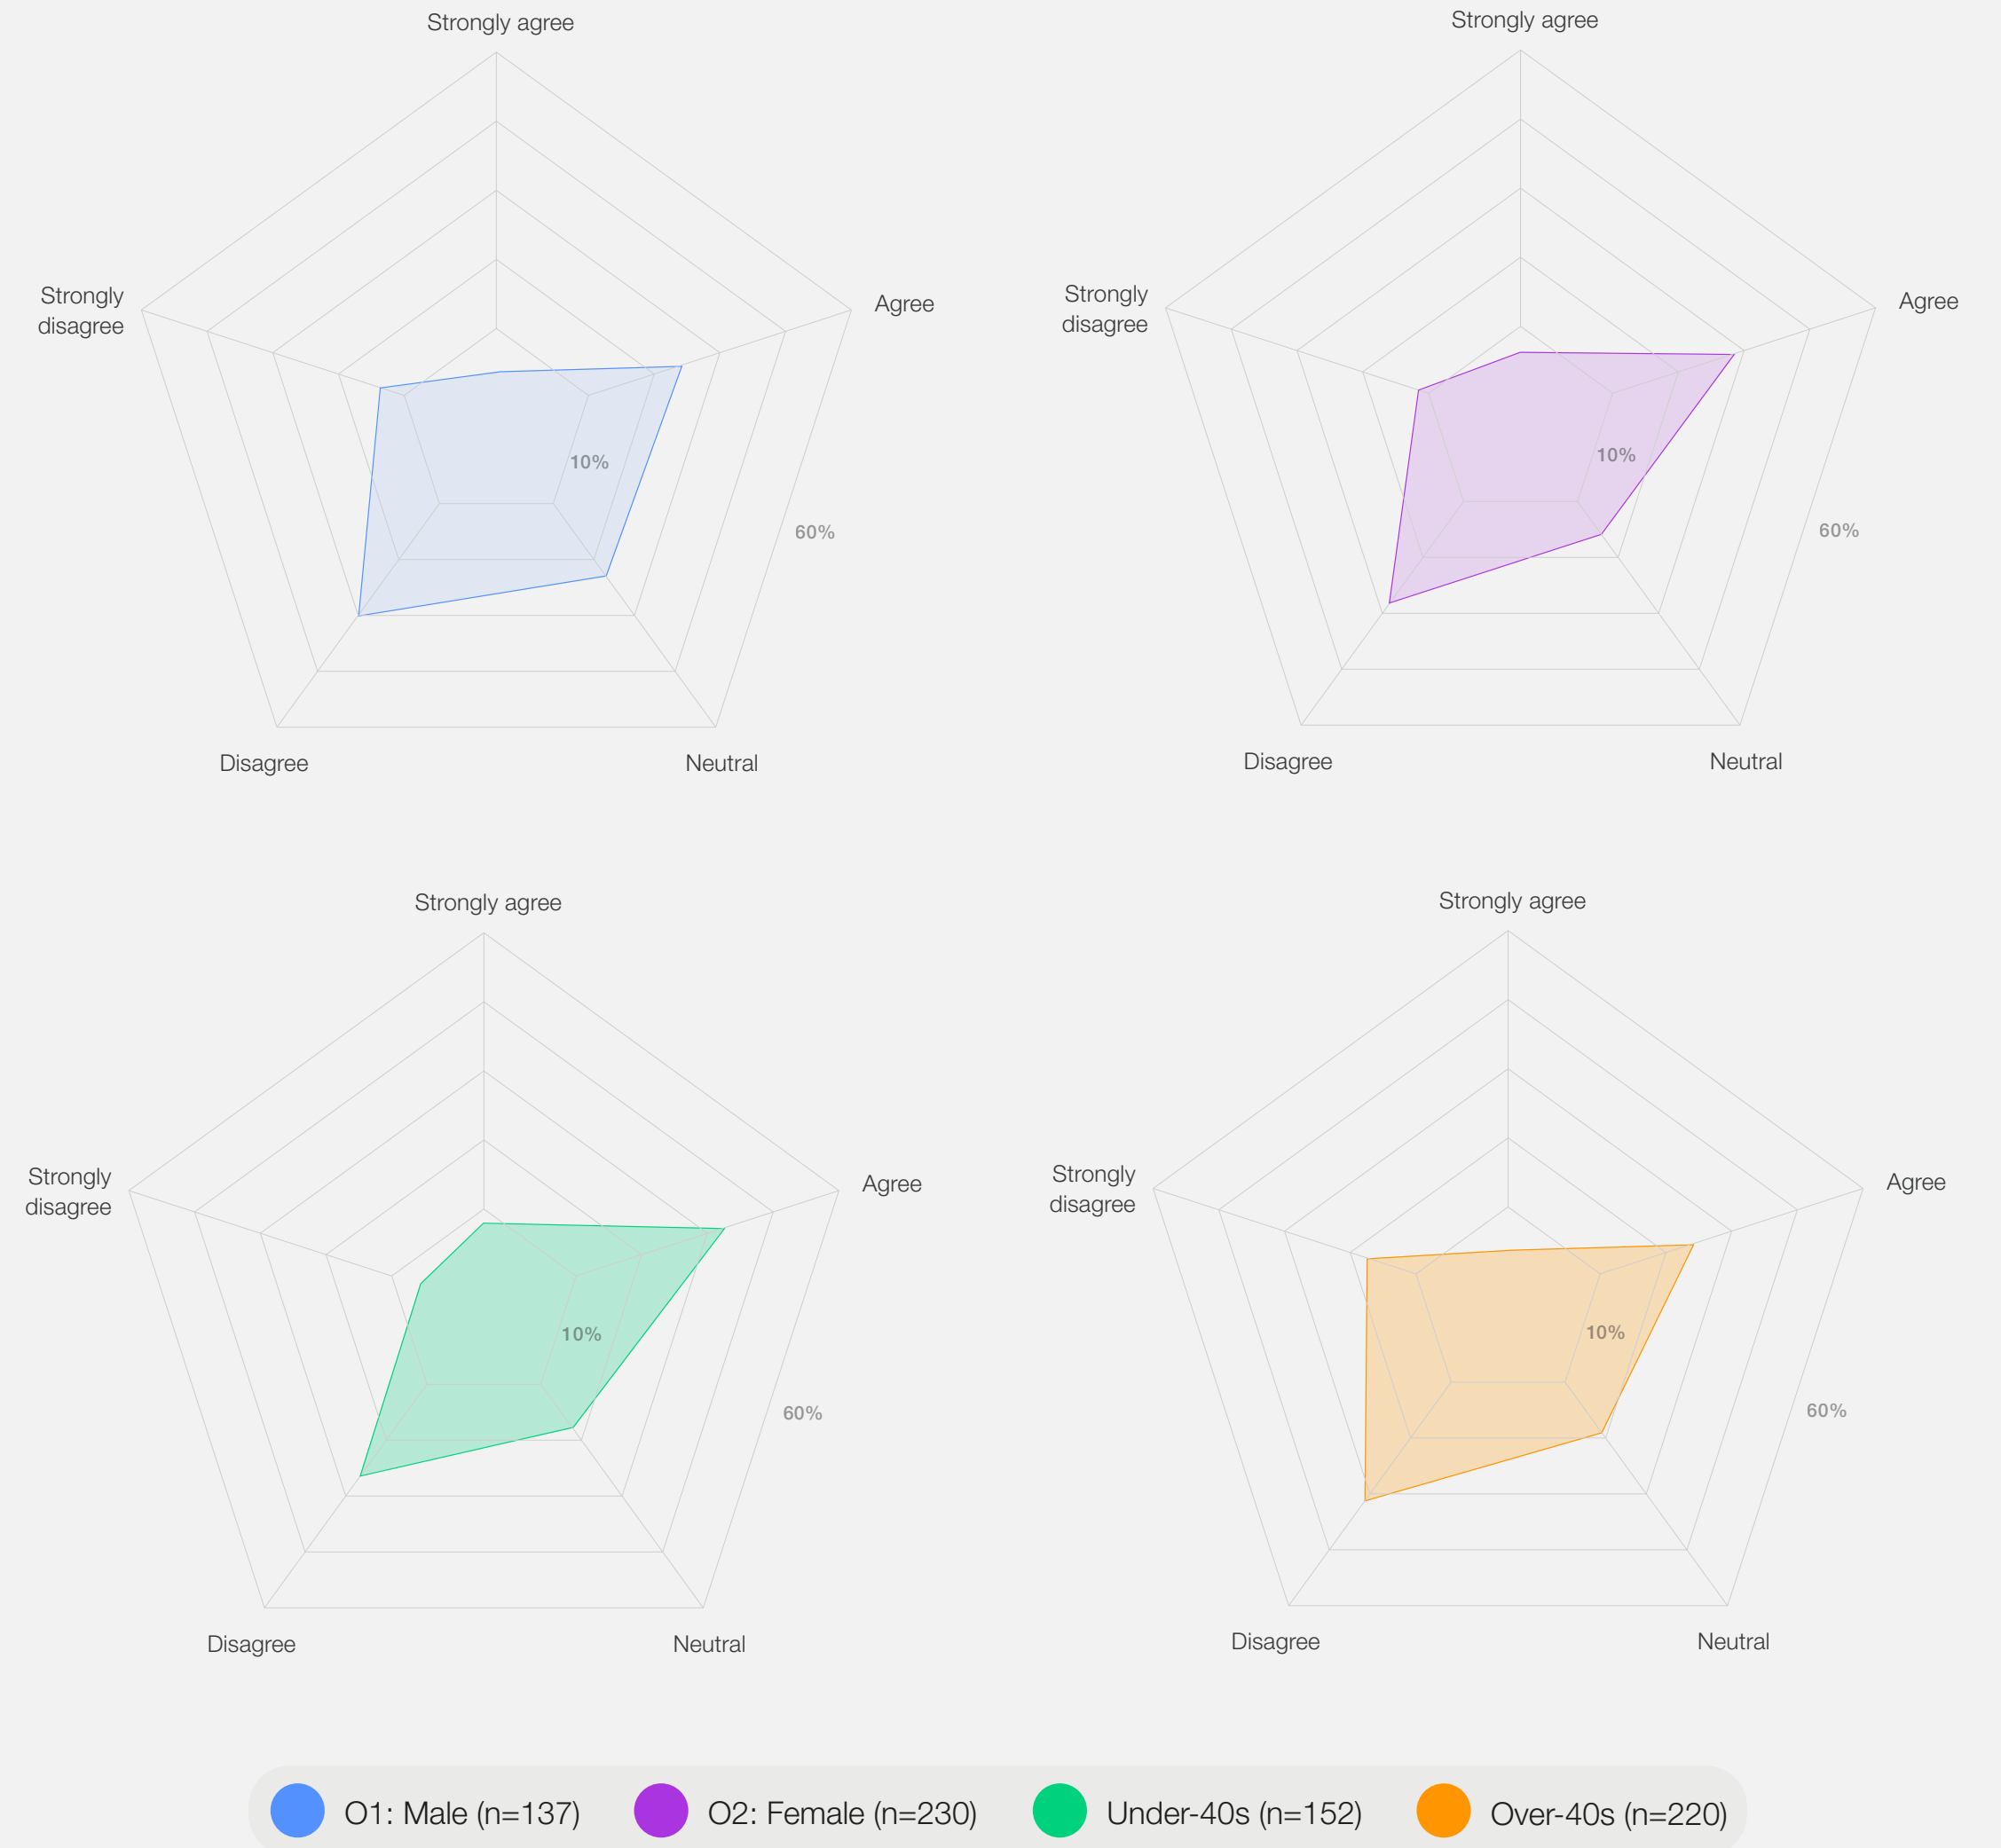 Strongly agree
Strongly
disagree
Agree
10%
60%
Disagree
Neutral
Strongly agree
Strongly
disagree
Agree
10%
60%
Disagree
Neutral
Strongly agree
Strongly
disagree
Agree
10%
60%
Disagree
Neutral
Strongly agree
Strongly
disagree
Agree
10%
60%
Disagree
Neutral
O1: Male (n=137)
O2: Female (n=230)
Under-40s (n=152)
Over-40s (n=220)